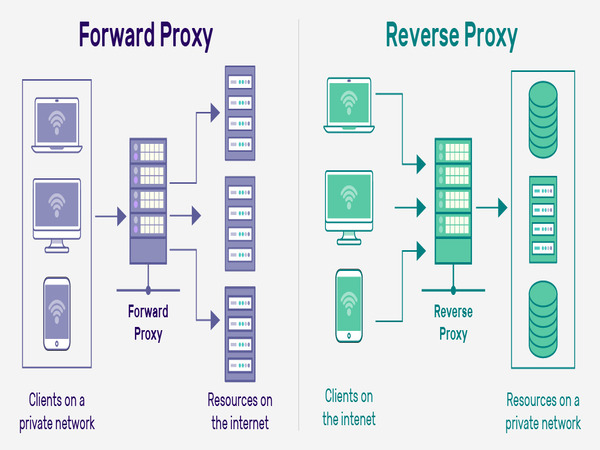 Forward Proxy
Forward
Proxy
Clients on a
private network
Resources on
the internet
Reverse Proxy
Reverse
Proxy
Clients on
the intenet
Resources on a
private network